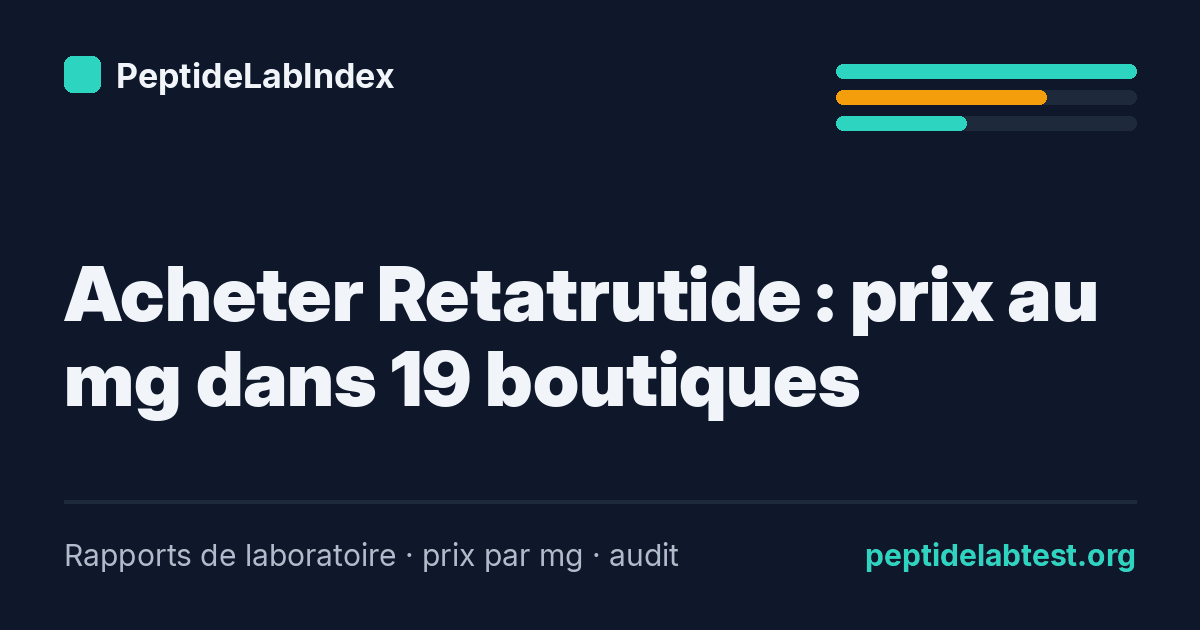 PeptideLabIndex
Acheter Retatrutide : prix au
mg dans 19 boutiques
Rapports de laboratoire · prix par mg · audit
peptidelabtest.org